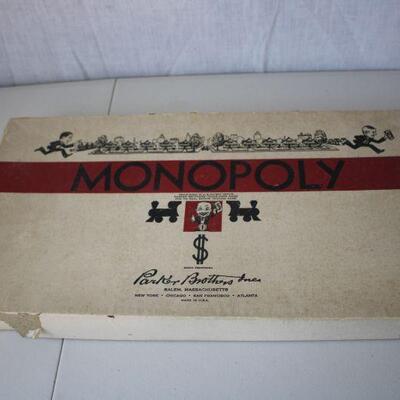 MONOPOLY
$
Parker Brothers Inc.
SALEM, MASSACHUSETTS
NEW YORK • CHICAGO • SAN FRANCISCO • ATLANTA
MADE IN U.S.A.